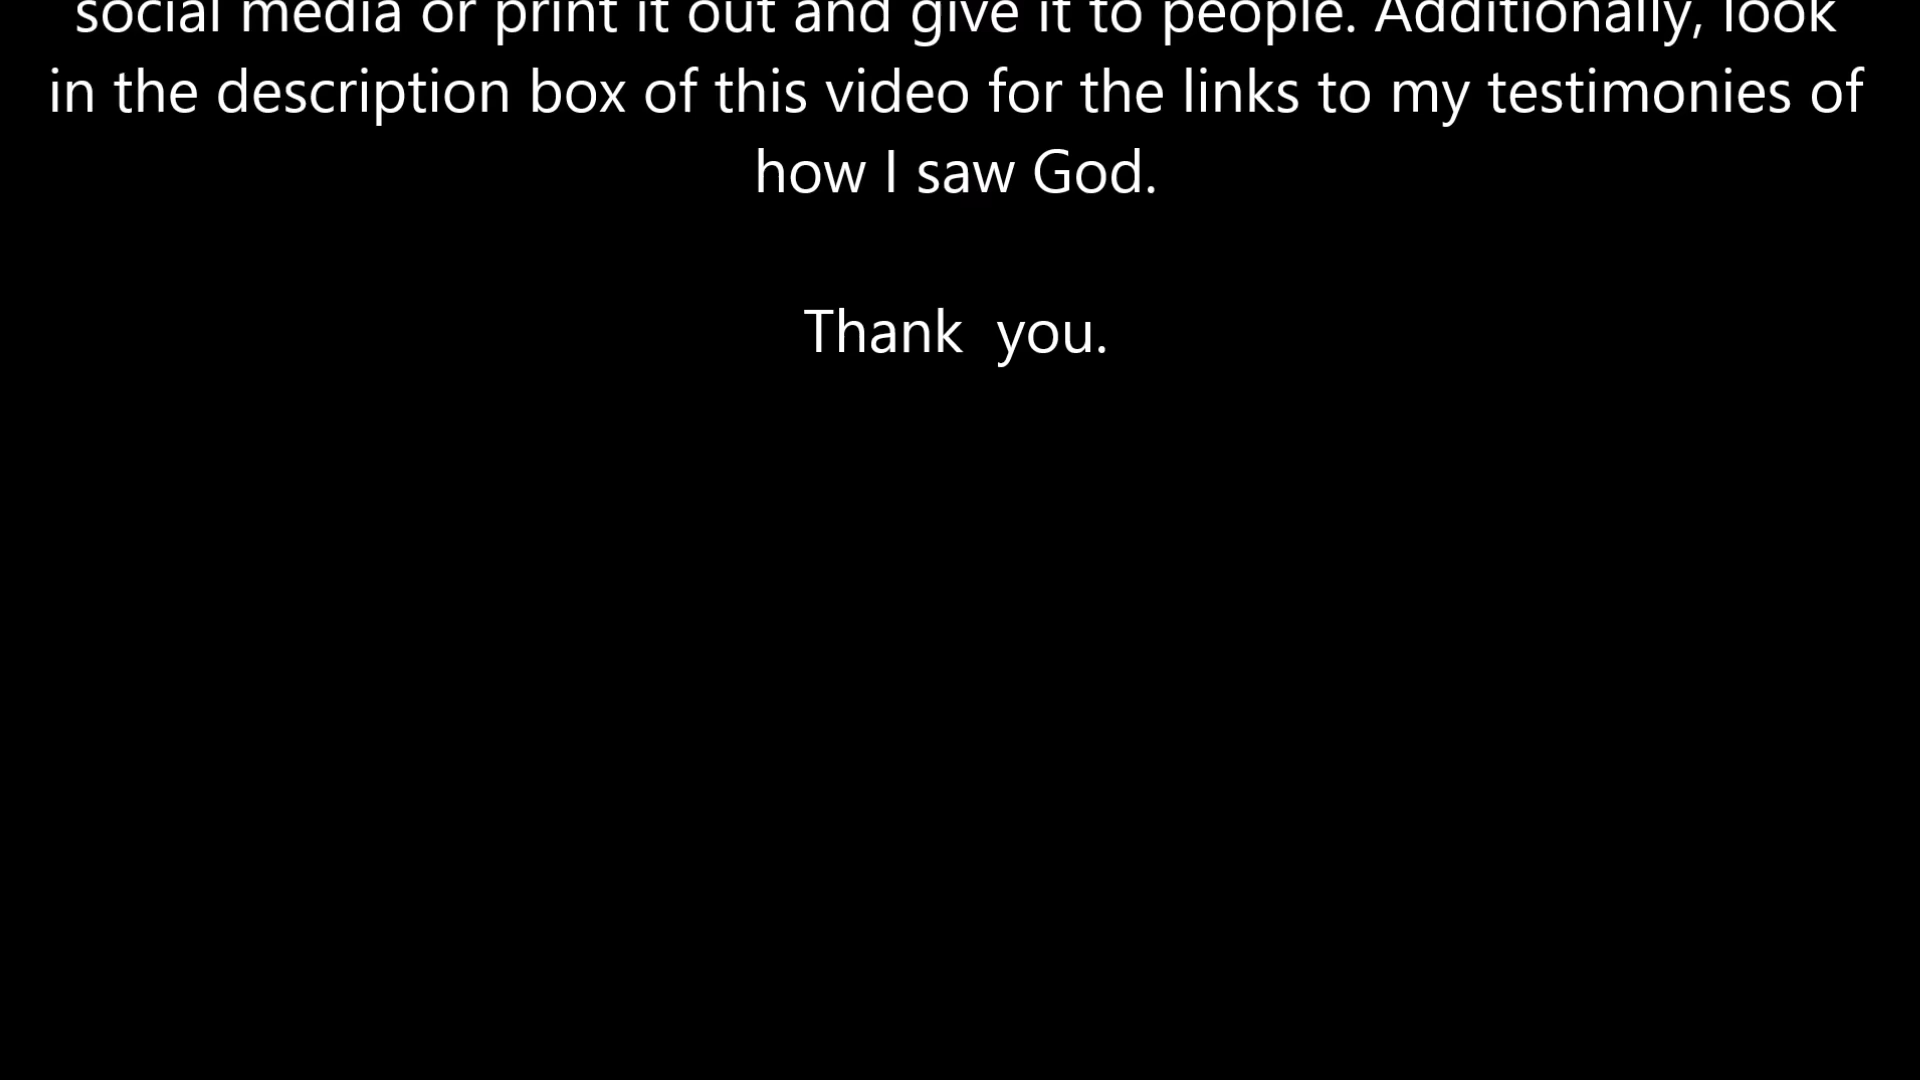 social media or print it out and give it to people. Additionally, look
in the description box of this video for the links to my testimonies of
how I saw God.
Thank  you.